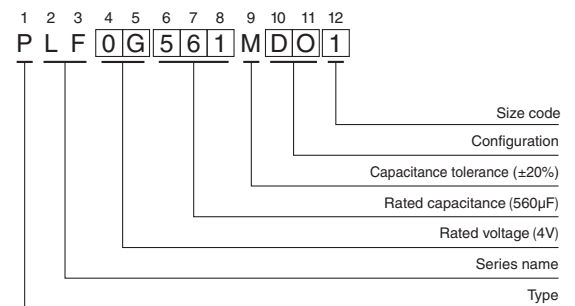 1 2 3 4 5 6 7 8 9 10 11 12
P L F 0 G 5 6 1 M D O 1
Size code
Configuration
Capacitance tolerance (±20%)
Rated capacitance (560µF)
Rated voltage (4V)
Series name
Type